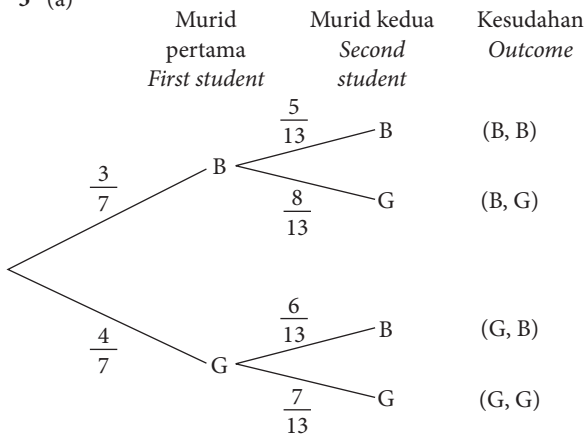 3 (a)
Murid pertama
First student
Murid kedua
Second student
Kesudahan
Outcome
3/7
B
5/13
B
(B, B)
8/13
G
(B, G)
4/7
G
6/13
B
(G, B)
7/13
G
(G, G)